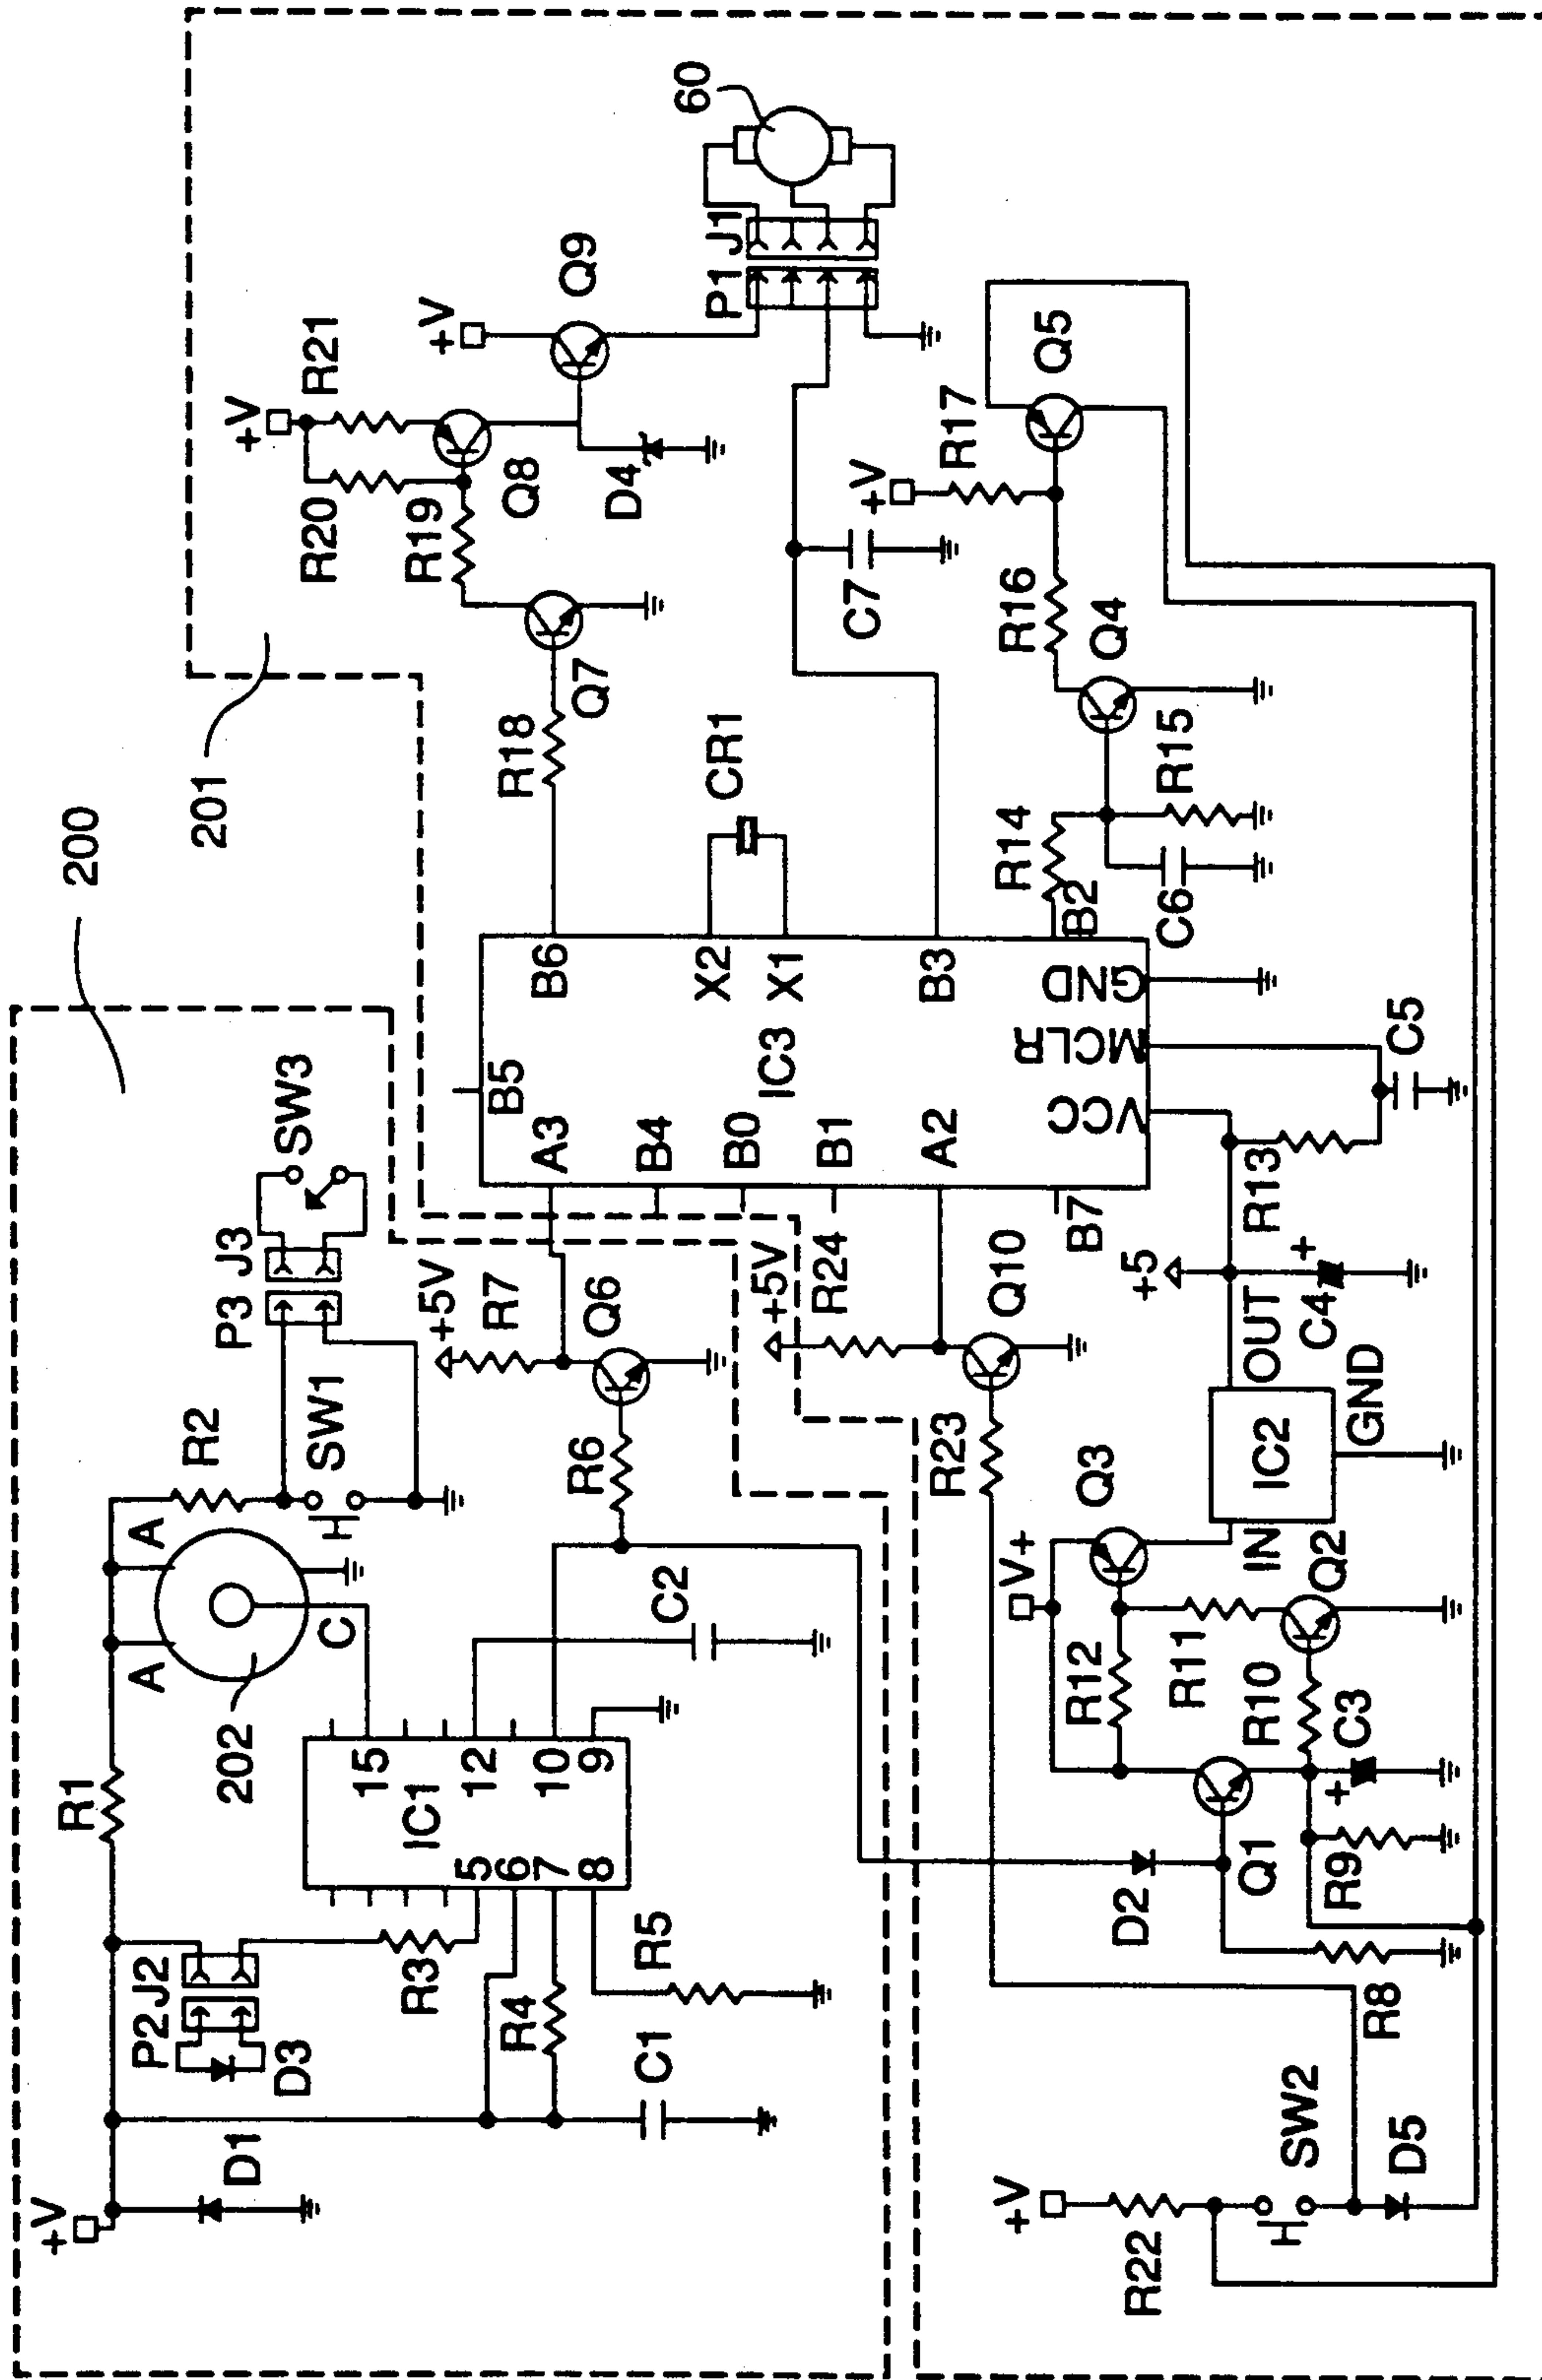 200
201
+V
D1
P2 J2
D3
R1
R3
R4
R5
C1
IC1
5
6
7
8
15
12
10
9
202
A
A
C
R2
SW1
P3 J3
SW3
C2
R6
Q6
R7
+5V
+5V
R24
Q10
R23
IC3
B5
A3
B4
B0
B1
A2
B7
B6
X2
X1
B3
B2
GND
MCLR
VCC
CR1
R18
Q7
R19
R20
R21
+V
Q8
D4
+V
Q9
P1 J1
60
C7
+V
R17
Q5
R16
Q4
R14
R15
C6
C5
R13
+5
+
C4
OUT
IC2
IN
GND
V+
Q3
Q2
R12
R11
R10
+
C3
Q1
R9
D2
R8
+V
R22
SW2
D5